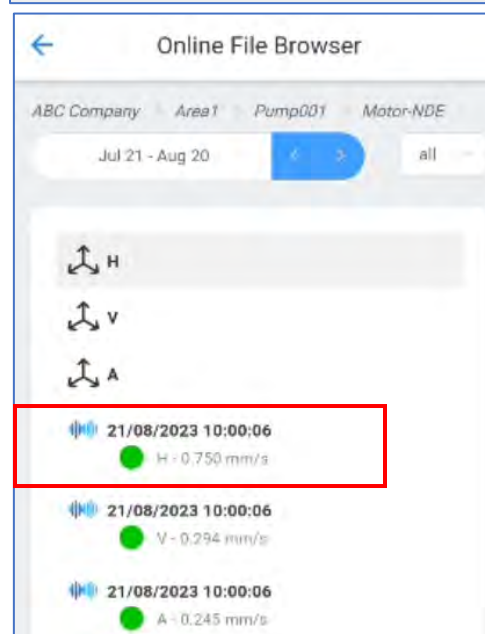 Online File Browser
ABC Company Area1 Pump001 Motor-NDE
Jul 21 - Aug 20 < > all
H
V
A
21/08/2023 10:00:06
H - 0.750 mm/s
21/08/2023 10:00:06
V - 0.294 mm/s
21/08/2023 10:00:06
A - 0.245 mm/s